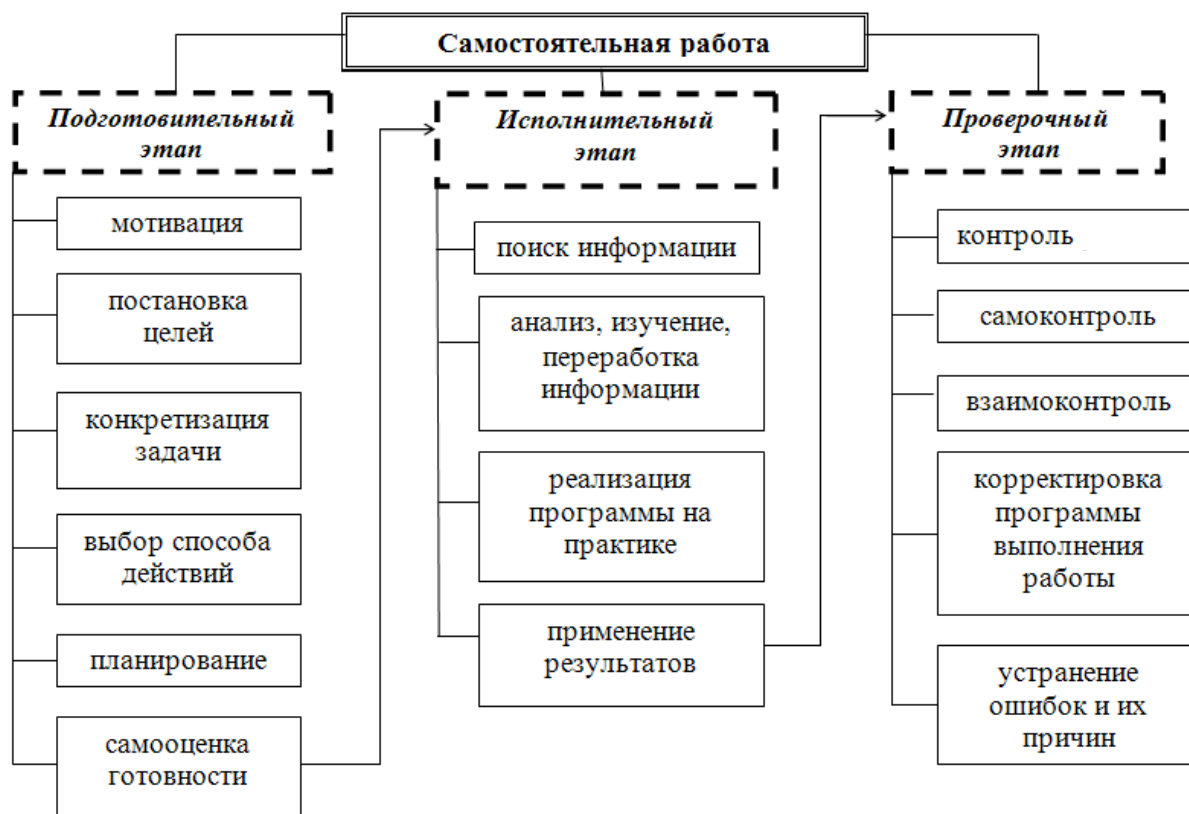 Самостоятельная работа
Подготовительный
этап
мотивация
постановка
целей
конкретизация
задачи
выбор способа
действий
планирование
самооценка
готовности
Исполнительный
этап
поиск информации
анализ, изучение,
переработка
информации
реализация
программы на
практике
применение
результатов
Проверочный
этап
контроль
самоконтроль
взаимоконтроль
корректировка
программы
выполнения
работы
устранение
ошибок и их
причин